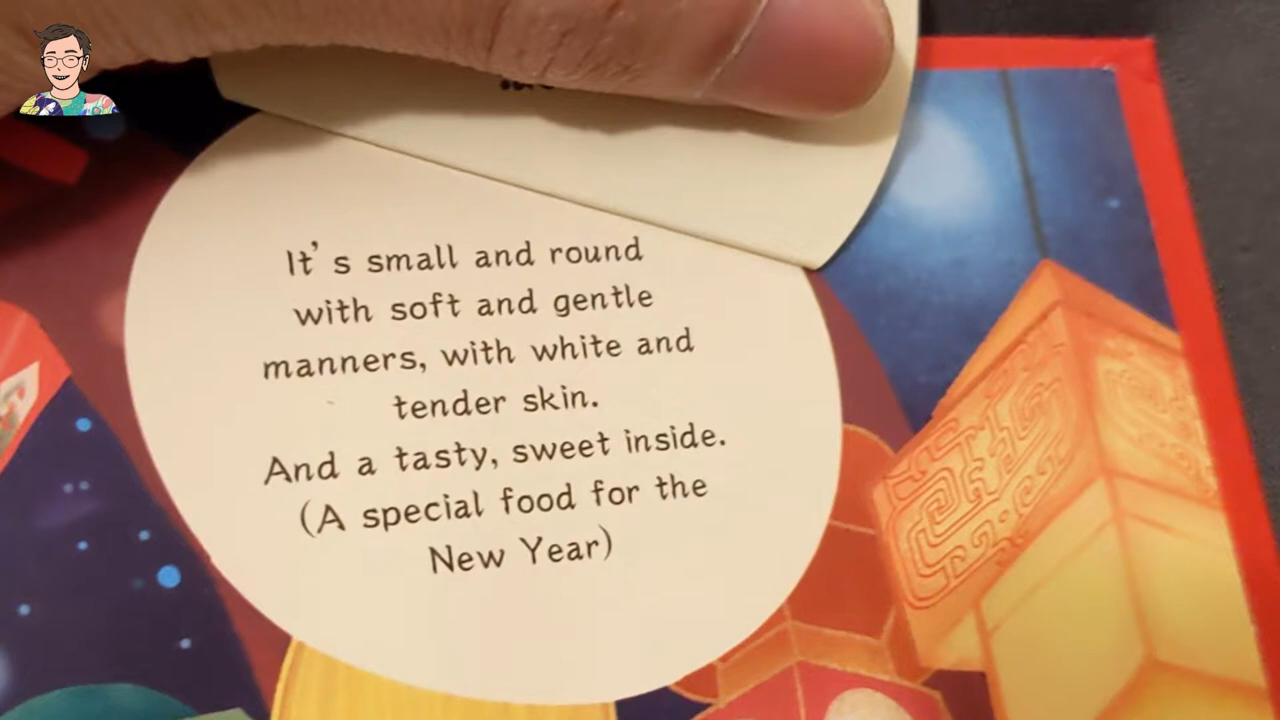 It's small and round
with soft and gentle
manners, with white and
tender skin.
And a tasty, sweet inside.
(A special food for the
New Year)